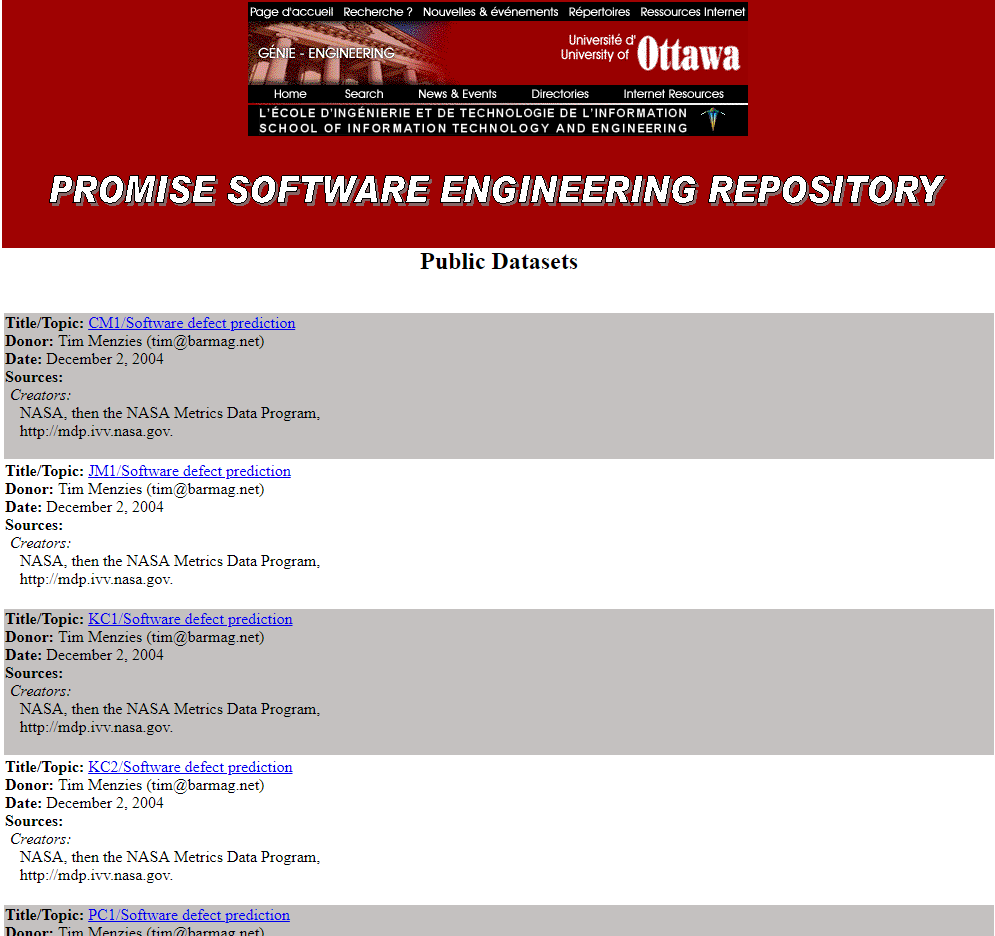 Page d'accueil Recherche ? Nouvelles & événements Répertoires Ressources Internet
GÉNIE - ENGINEERING
Université d'
University of Ottawa
Home Search News & Events Directories Internet Resources
L'ÉCOLE D'INGÉNIERIE ET DE TECHNOLOGIE DE L'INFORMATION
SCHOOL OF INFORMATION TECHNOLOGY AND ENGINEERING
PROMISE SOFTWARE ENGINEERING REPOSITORY
Public Datasets
Title/Topic: CM1/Software defect prediction
Donor: Tim Menzies (tim@barmag.net)
Date: December 2, 2004
Sources:
Creators:
NASA, then the NASA Metrics Data Program,
http://mdp.ivv.nasa.gov.
Title/Topic: JM1/Software defect prediction
Donor: Tim Menzies (tim@barmag.net)
Date: December 2, 2004
Sources:
Creators:
NASA, then the NASA Metrics Data Program,
http://mdp.ivv.nasa.gov.
Title/Topic: KC1/Software defect prediction
Donor: Tim Menzies (tim@barmag.net)
Date: December 2, 2004
Sources:
Creators:
NASA, then the NASA Metrics Data Program,
http://mdp.ivv.nasa.gov.
Title/Topic: KC2/Software defect prediction
Donor: Tim Menzies (tim@barmag.net)
Date: December 2, 2004
Sources:
Creators:
NASA, then the NASA Metrics Data Program,
http://mdp.ivv.nasa.gov.
Title/Topic: PC1/Software defect prediction
Donor: Tim Menzies (tim@barmag.net)